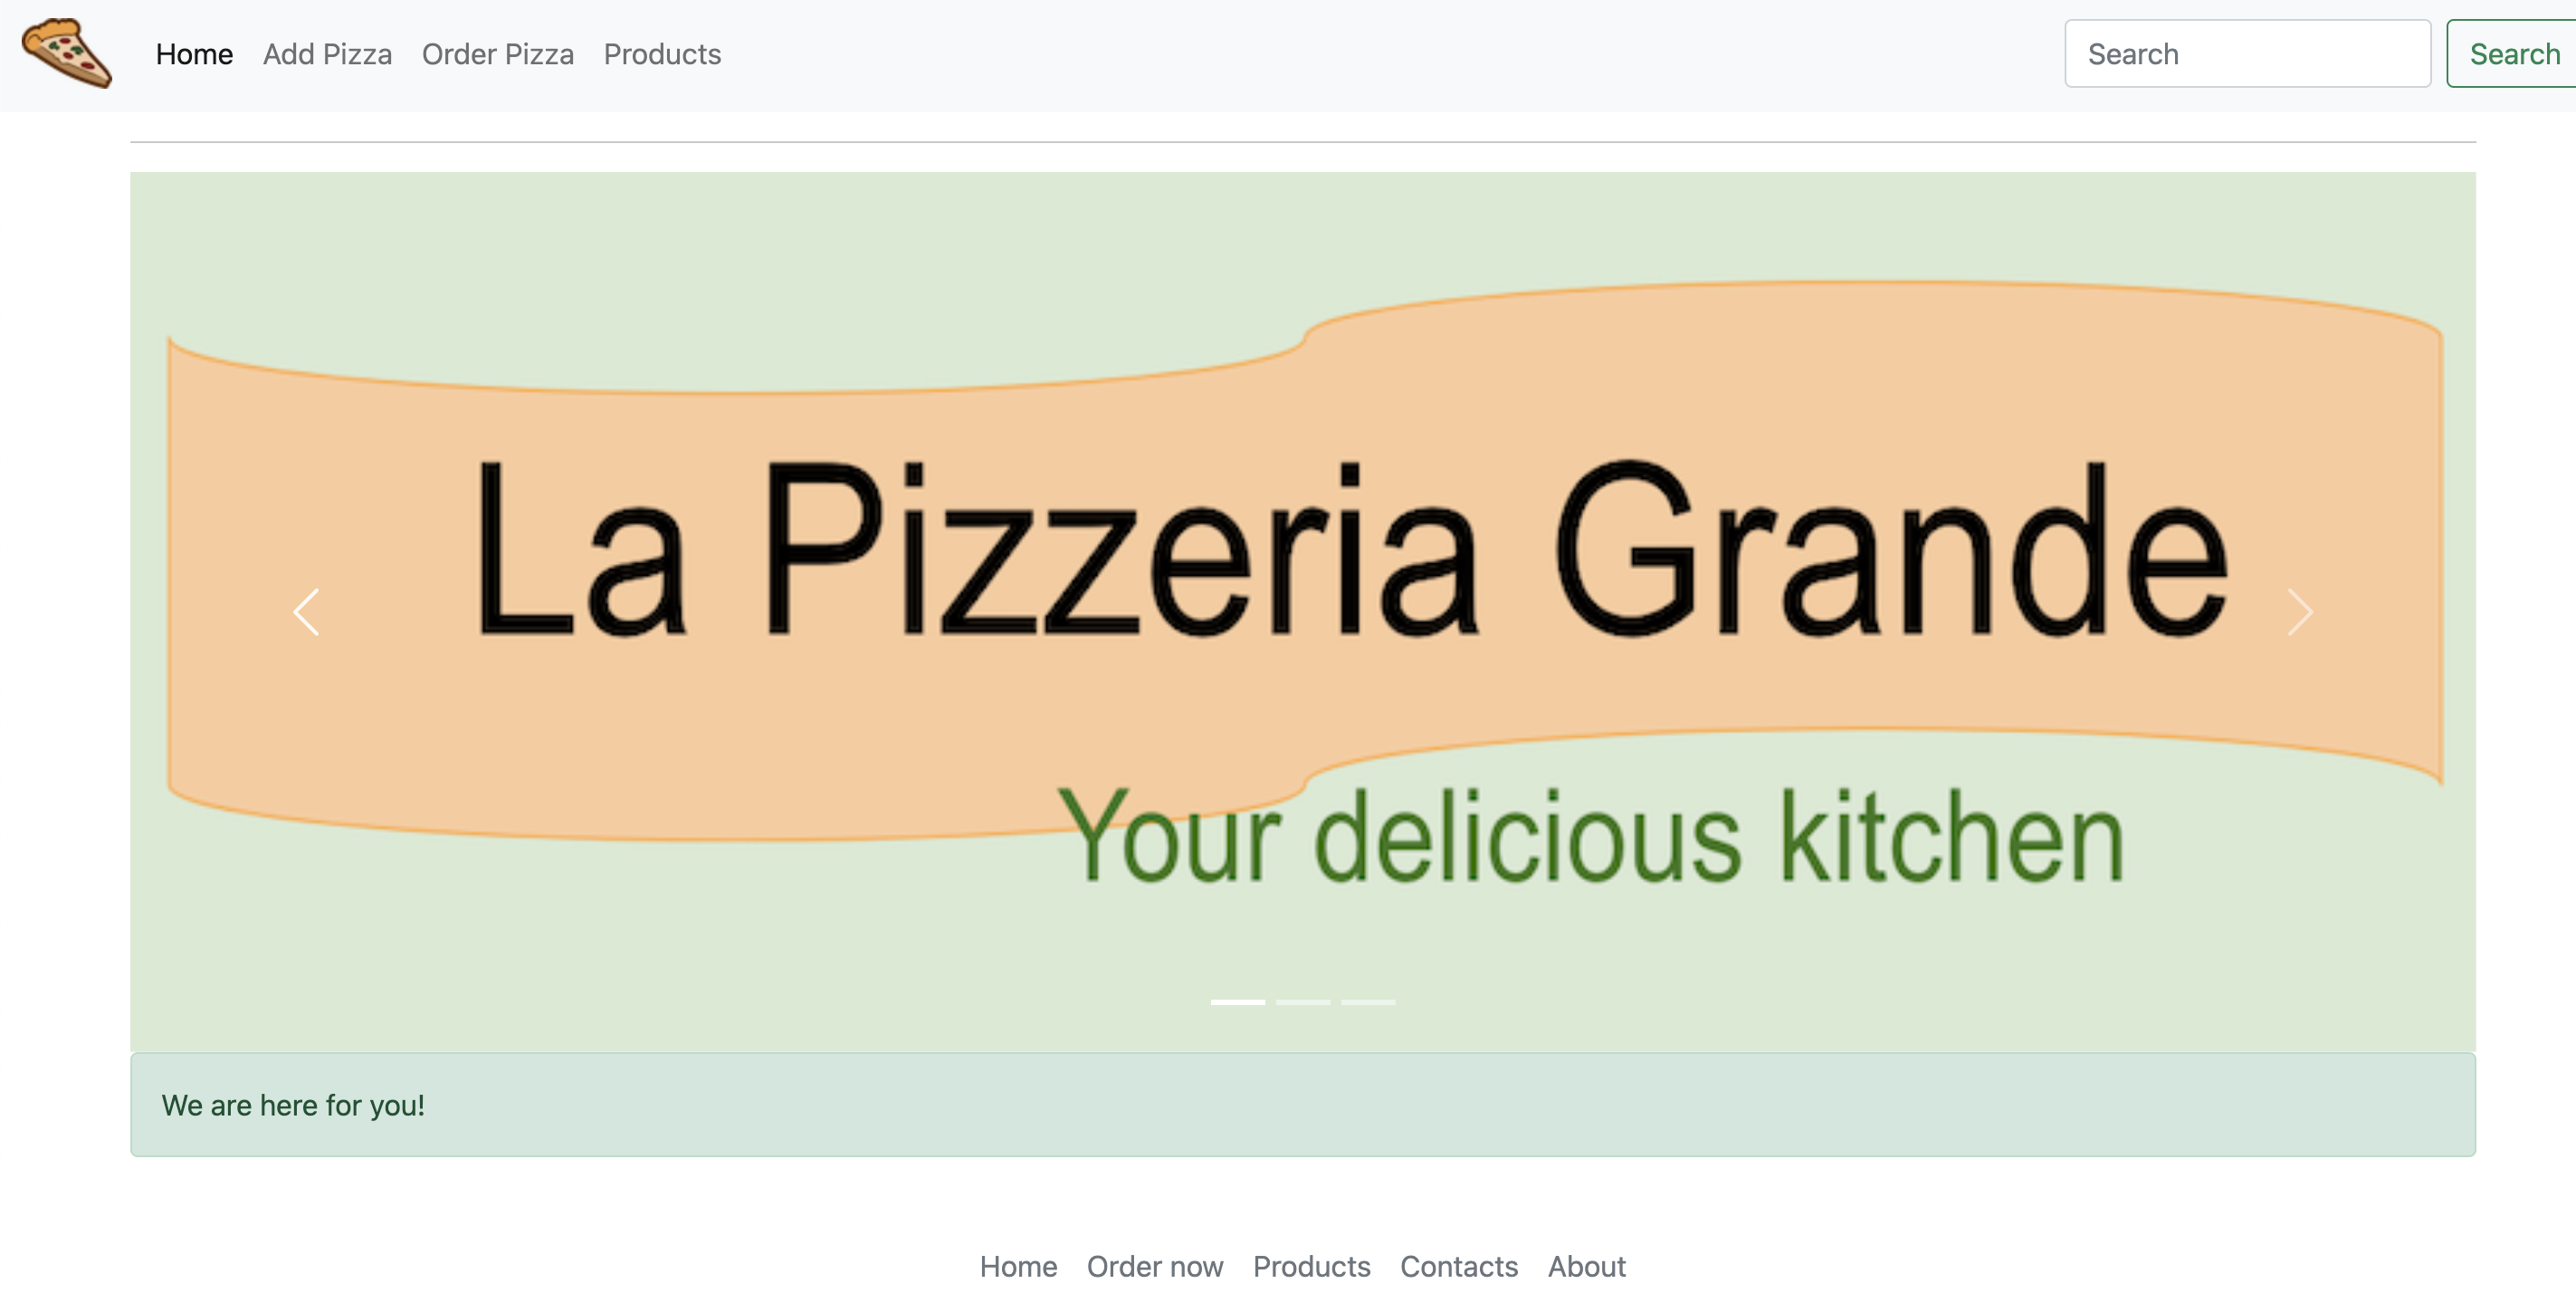 Home Add Pizza Order Pizza Products Search Search
La Pizzeria Grande
Your delicious kitchen
We are here for you!
Home Order now Products Contacts About